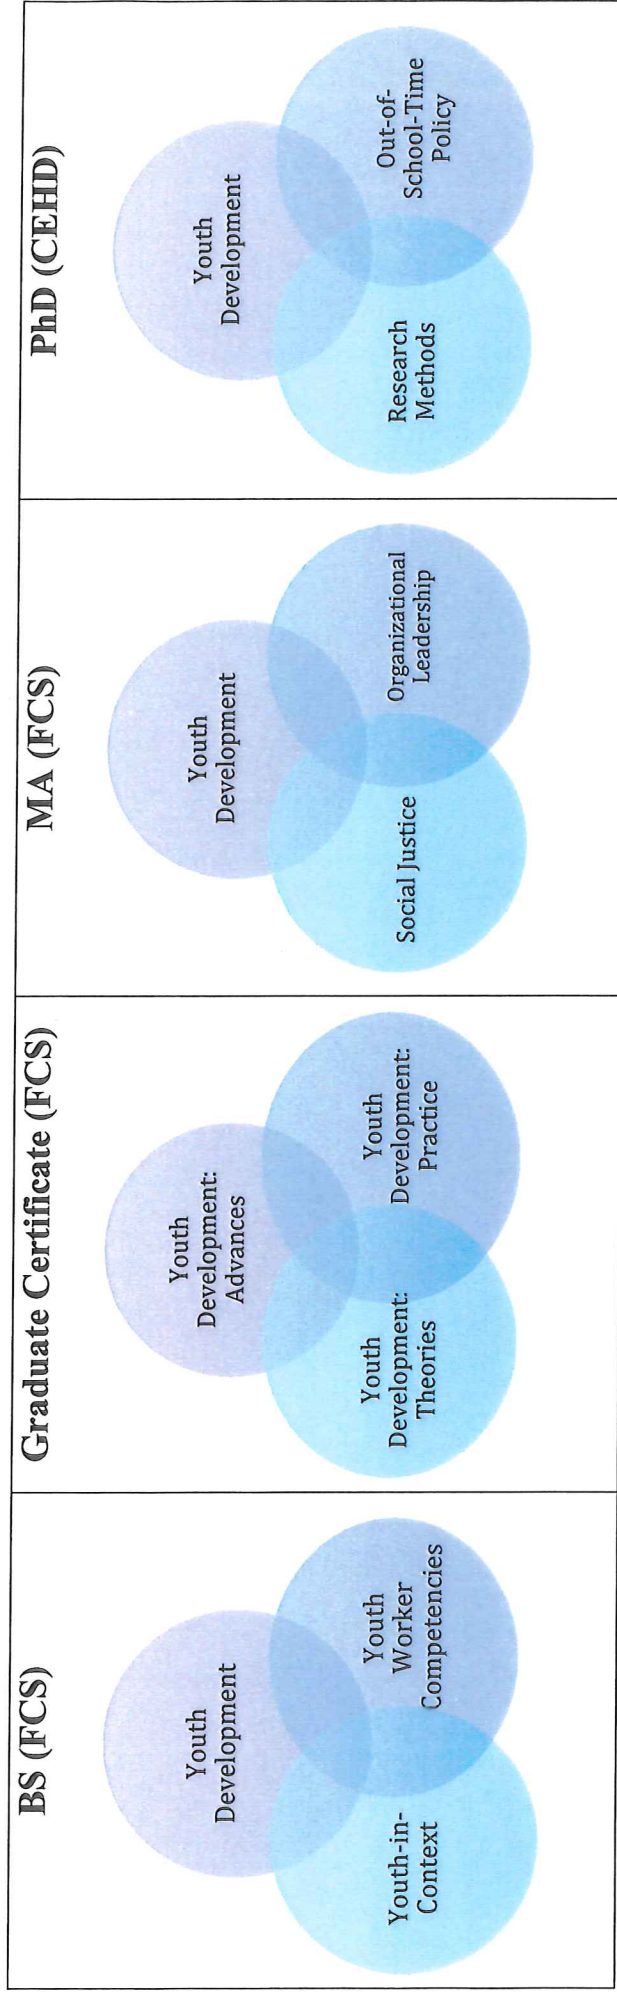 BS (FCS)
Youth
Development
Youth-in-
Context
Youth
Worker
Competencies
Graduate Certificate (FCS)
Youth
Development:
Advances
Youth
Development:
Theories
Youth
Development:
Practice
MA (FCS)
Youth
Development
Social Justice
Organizational
Leadership
PhD (CEHD)
Youth
Development
Research
Methods
Out-of-
School-Time
Policy